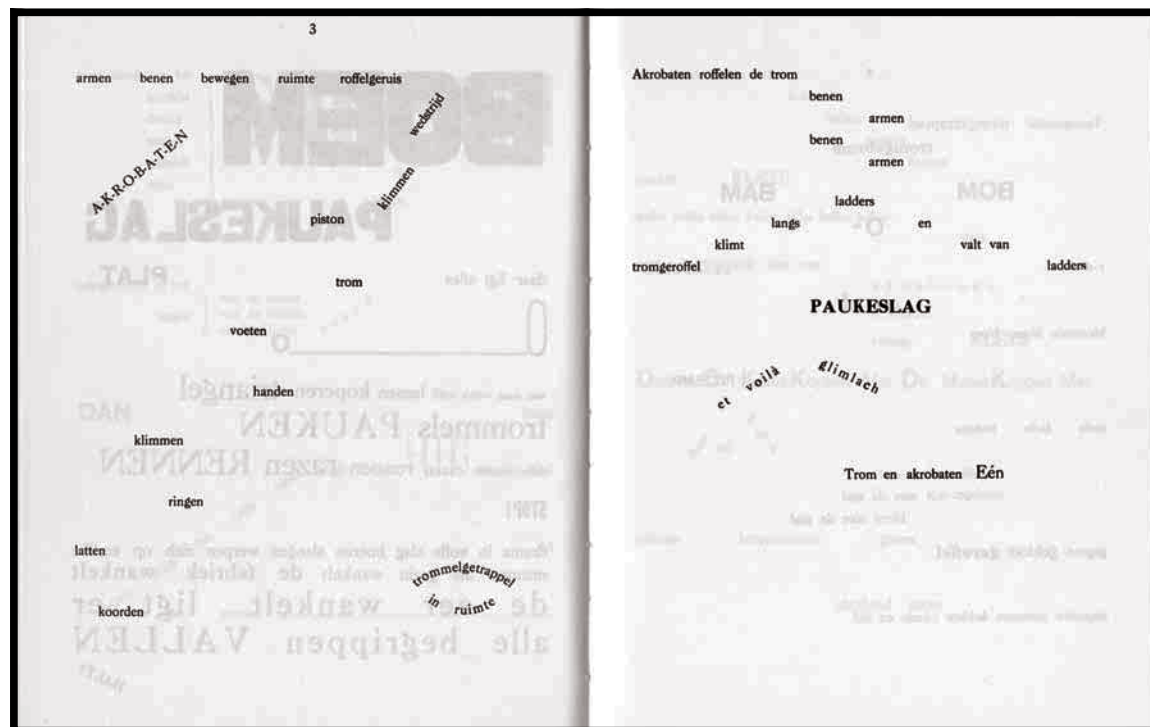 3
armen benen bewegen ruimte roffelgeruis
wedstrijd
A-K-R-O-B-A-T-E-N
klimmen
piston
trom
voeten
handen
klimmen
ringen
latten
trommelgetrappel
in ruimte
koorden
Akrobaten roffelen de trom
benen
armen
benen
armen
ladders
langs en
klimt valt van
tromgeroffel ladders
PAUKESLAG
et voilà glimlach
Trom en akrobaten Eén